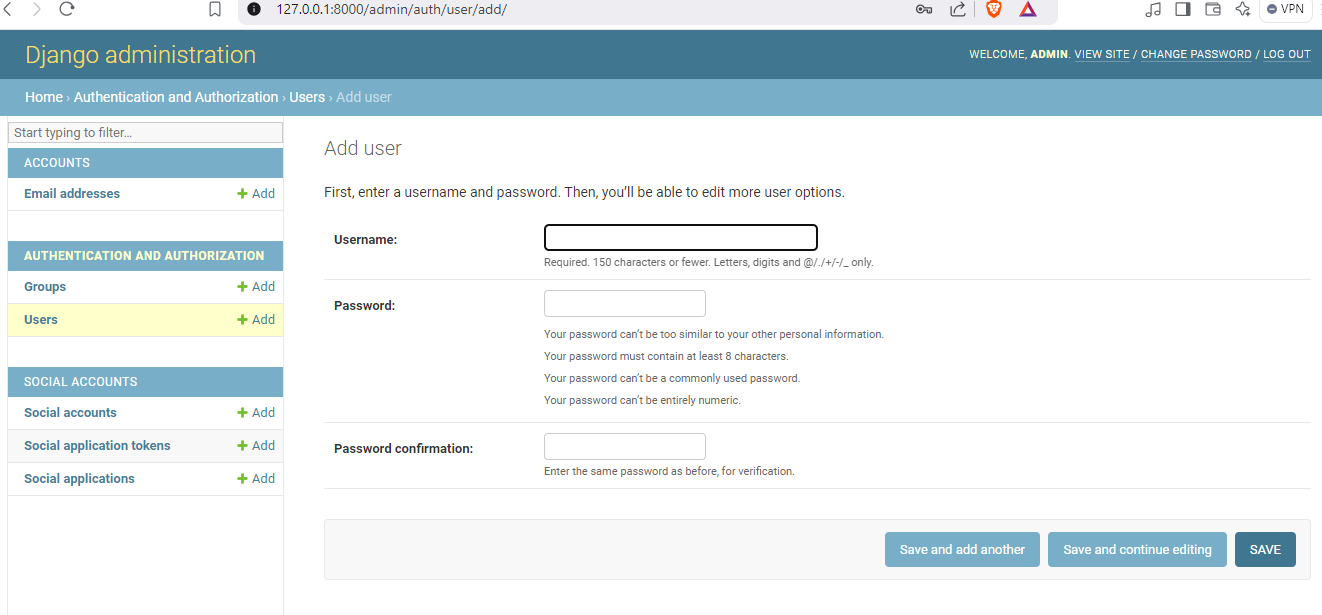 127.0.0.1:8000/admin/auth/user/add/
VPN
Django administration
WELCOME, ADMIN. VIEW SITE / CHANGE PASSWORD / LOG OUT
Home › Authentication and Authorization › Users › Add user
Start typing to filter...
ACCOUNTS
Email addresses + Add
AUTHENTICATION AND AUTHORIZATION
Groups + Add
Users + Add
SOCIAL ACCOUNTS
Social accounts + Add
Social application tokens + Add
Social applications + Add
Add user
First, enter a username and password. Then, you’ll be able to edit more user options.
Username:
Required. 150 characters or fewer. Letters, digits and @/./+/-/_ only.
Password:
Your password can’t be too similar to your other personal information.
Your password must contain at least 8 characters.
Your password can’t be a commonly used password.
Your password can’t be entirely numeric.
Password confirmation:
Enter the same password as before, for verification.
Save and add another
Save and continue editing
SAVE